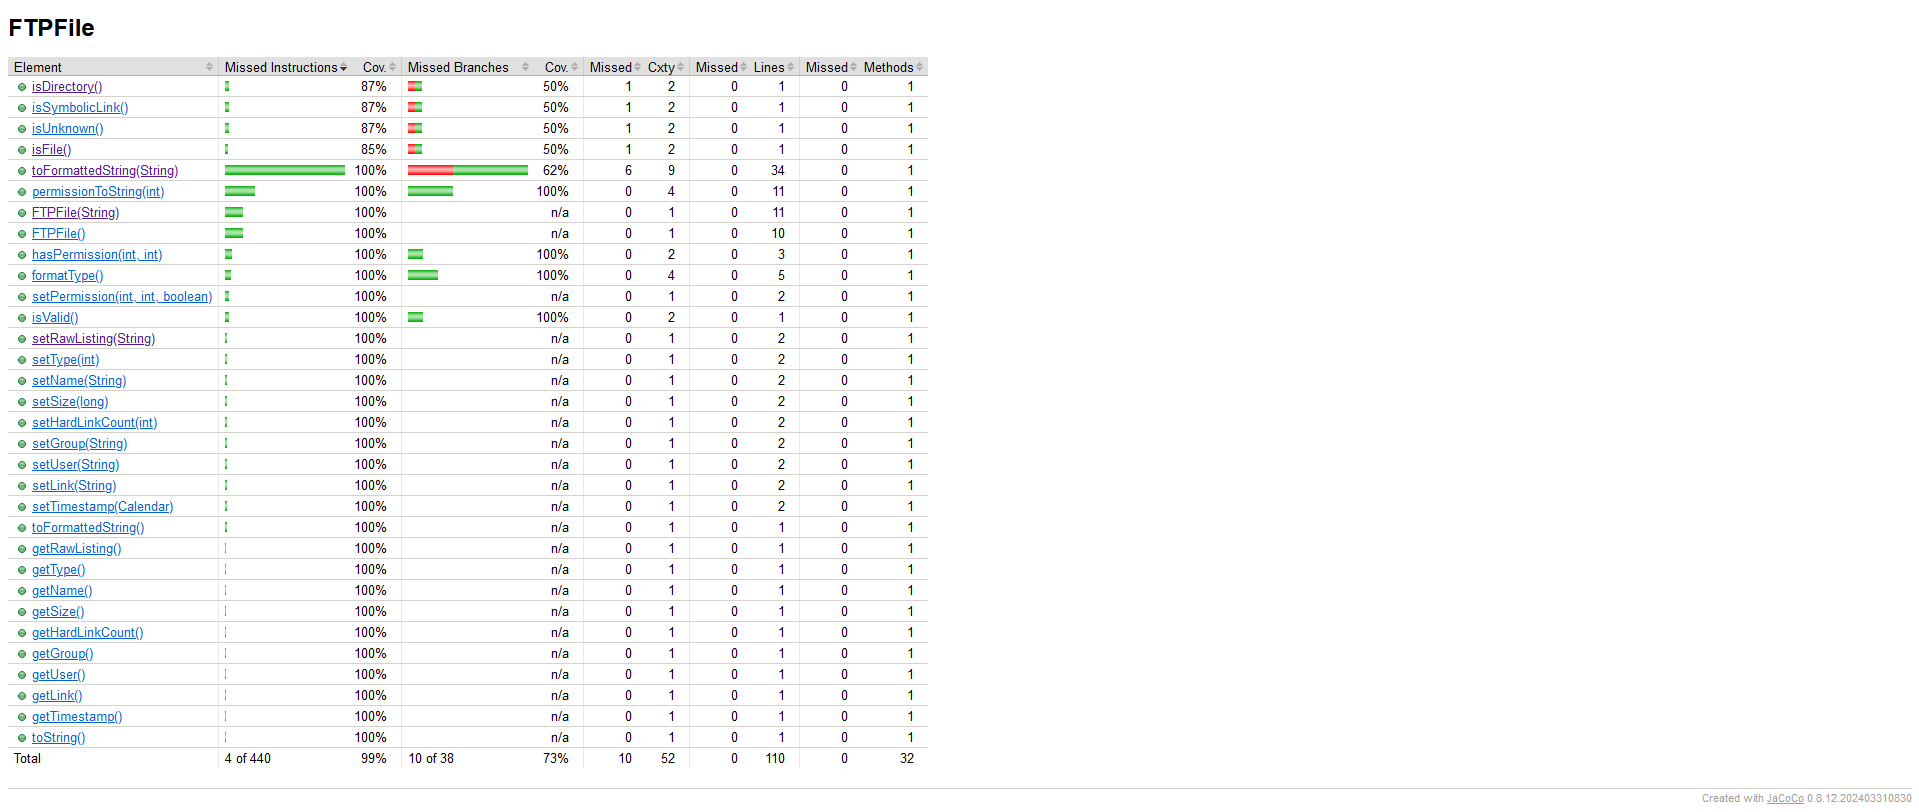 FTPFile
Element Missed Instructions Cov. Missed Branches Cov. Missed Cxty Missed Lines Missed Methods
isDirectory() 87% 50% 1 2 0 1 0 1
isSymbolicLink() 87% 50% 1 2 0 1 0 1
isUnknown() 87% 50% 1 2 0 1 0 1
isFile() 85% 50% 1 2 0 1 0 1
toFormattedString(String) 100% 62% 6 9 0 34 0 1
permissionToString(int) 100% 100% 0 4 0 11 0 1
FTPFile(String) 100% n/a 0 1 0 11 0 1
FTPFile() 100% n/a 0 1 0 10 0 1
hasPermission(int, int) 100% 100% 0 2 0 3 0 1
formatType() 100% 100% 0 4 0 5 0 1
setPermission(int, int, boolean) 100% n/a 0 1 0 2 0 1
isValid() 100% 100% 0 2 0 1 0 1
setRawListing(String) 100% n/a 0 1 0 2 0 1
setType(int) 100% n/a 0 1 0 2 0 1
setName(String) 100% n/a 0 1 0 2 0 1
setSize(long) 100% n/a 0 1 0 2 0 1
setHardLinkCount(int) 100% n/a 0 1 0 2 0 1
setGroup(String) 100% n/a 0 1 0 2 0 1
setUser(String) 100% n/a 0 1 0 2 0 1
setLink(String) 100% n/a 0 1 0 2 0 1
setTimestamp(Calendar) 100% n/a 0 1 0 2 0 1
toFormattedString() 100% n/a 0 1 0 1 0 1
getRawListing() 100% n/a 0 1 0 1 0 1
getType() 100% n/a 0 1 0 1 0 1
getName() 100% n/a 0 1 0 1 0 1
getSize() 100% n/a 0 1 0 1 0 1
getHardLinkCount() 100% n/a 0 1 0 1 0 1
getGroup() 100% n/a 0 1 0 1 0 1
getUser() 100% n/a 0 1 0 1 0 1
getLink() 100% n/a 0 1 0 1 0 1
getTimestamp() 100% n/a 0 1 0 1 0 1
toString() 100% n/a 0 1 0 1 0 1
Total 4 of 440 99% 10 of 38 73% 10 52 0 110 0 32
Created with JaCoCo 0.8.12.202403310830